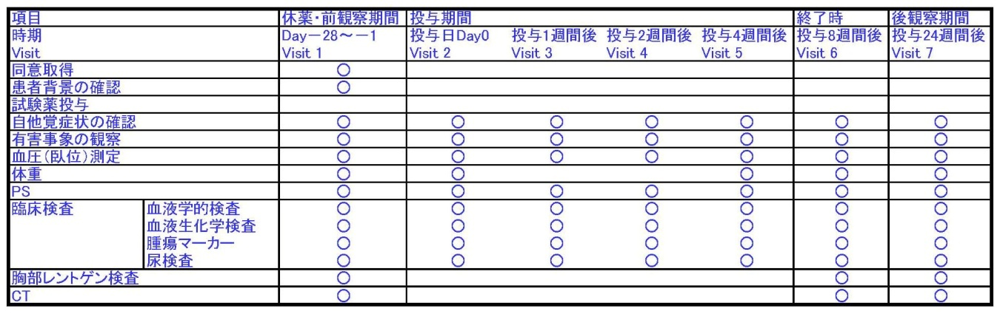 項目 休薬・前観察期間 投与期間 終了時 後観察期間
時期 Day－28～－1 投与日Day0 投与1週間後 投与2週間後 投与4週間後 投与8週間後 投与24週間後
Visit Visit 1 Visit 2 Visit 3 Visit 4 Visit 5 Visit 6 Visit 7
同意取得 ○
患者背景の確認 ○
試験薬投与
自他覚症状の確認 ○ ○ ○ ○ ○ ○ ○
有害事象の観察 ○ ○ ○ ○ ○ ○ ○
血圧（臥位）測定 ○ ○ ○ ○ ○ ○ ○
体重 ○ ○ ○ ○ ○
PS ○ ○ ○ ○ ○ ○ ○
臨床検査 血液学的検査 ○ ○ ○ ○ ○ ○ ○
血液生化学検査 ○ ○ ○ ○ ○ ○ ○
腫瘍マーカー ○ ○ ○ ○ ○ ○ ○
尿検査 ○ ○ ○ ○ ○ ○ ○
胸部レントゲン検査 ○ ○ ○
CT ○ ○ ○